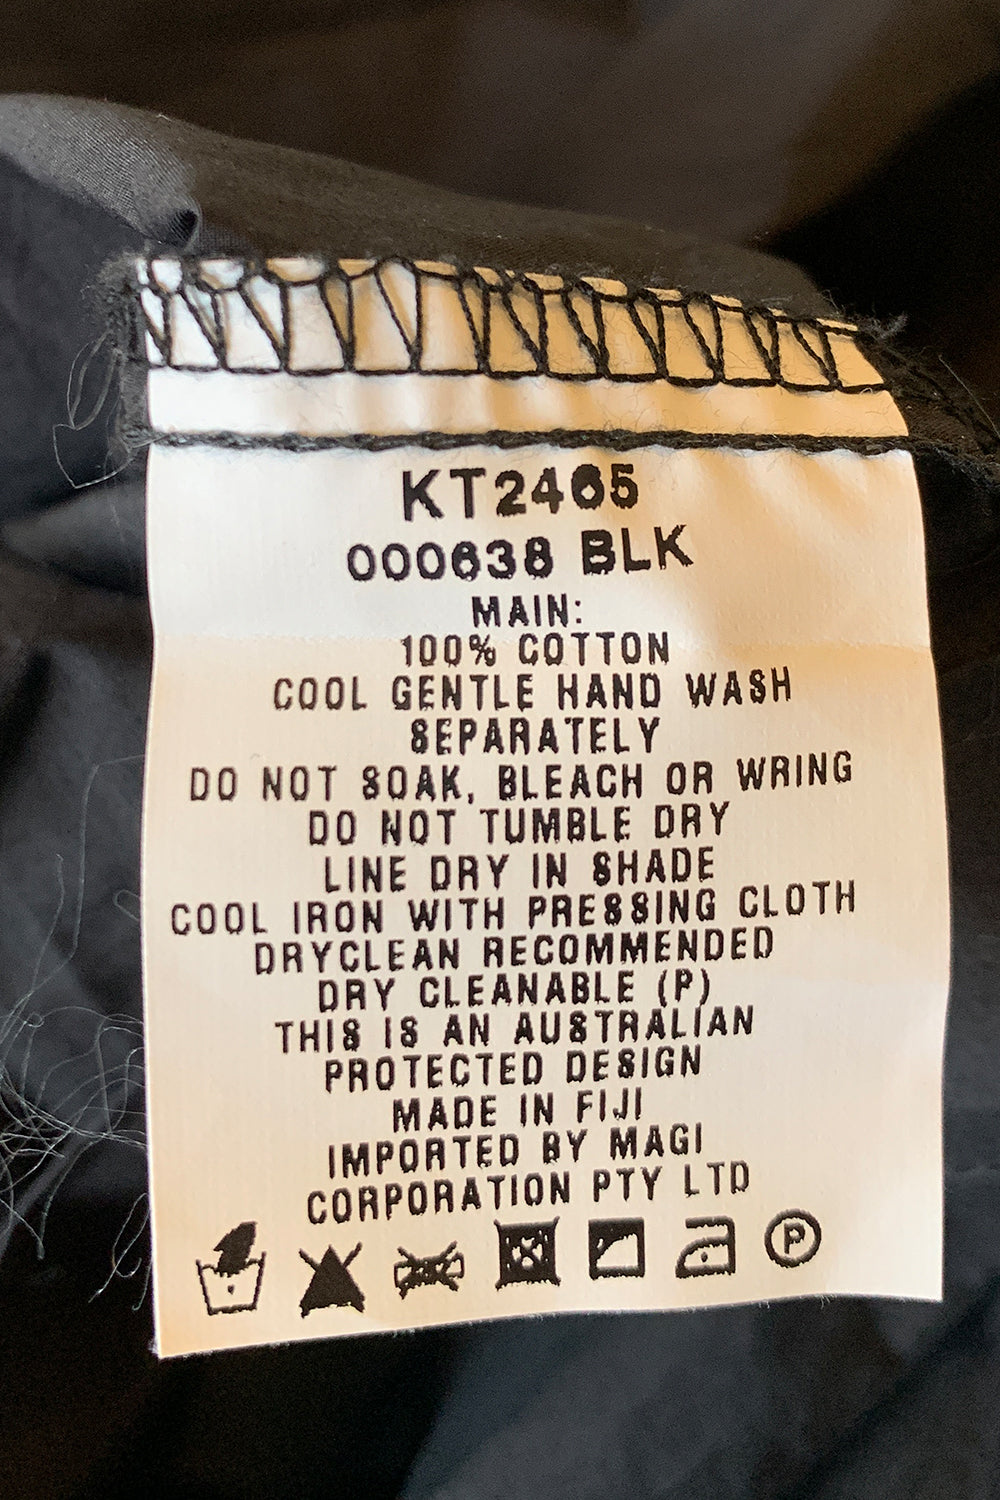 KT2465
000638 BLK
MAIN:
100% COTTON
COOL GENTLE HAND WASH
SEPARATELY
DO NOT SOAK, BLEACH OR WRING
DO NOT TUMBLE DRY
LINE DRY IN SHADE
COOL IRON WITH PRESSING CLOTH
DRYCLEAN RECOMMENDED
DRY CLEANABLE (P)
THIS IS AN AUSTRALIAN
PROTECTED DESIGN
MADE IN FIJI
IMPORTED BY MAGI
CORPORATION PTY LTD
P